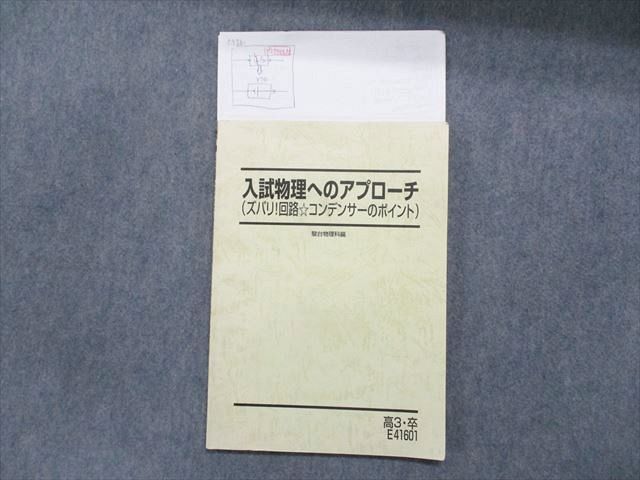 入試物理へのアプローチ
(ズバリ!回路☆コンデンサーのポイント)
駿台物理科編
高3・卒
E41601